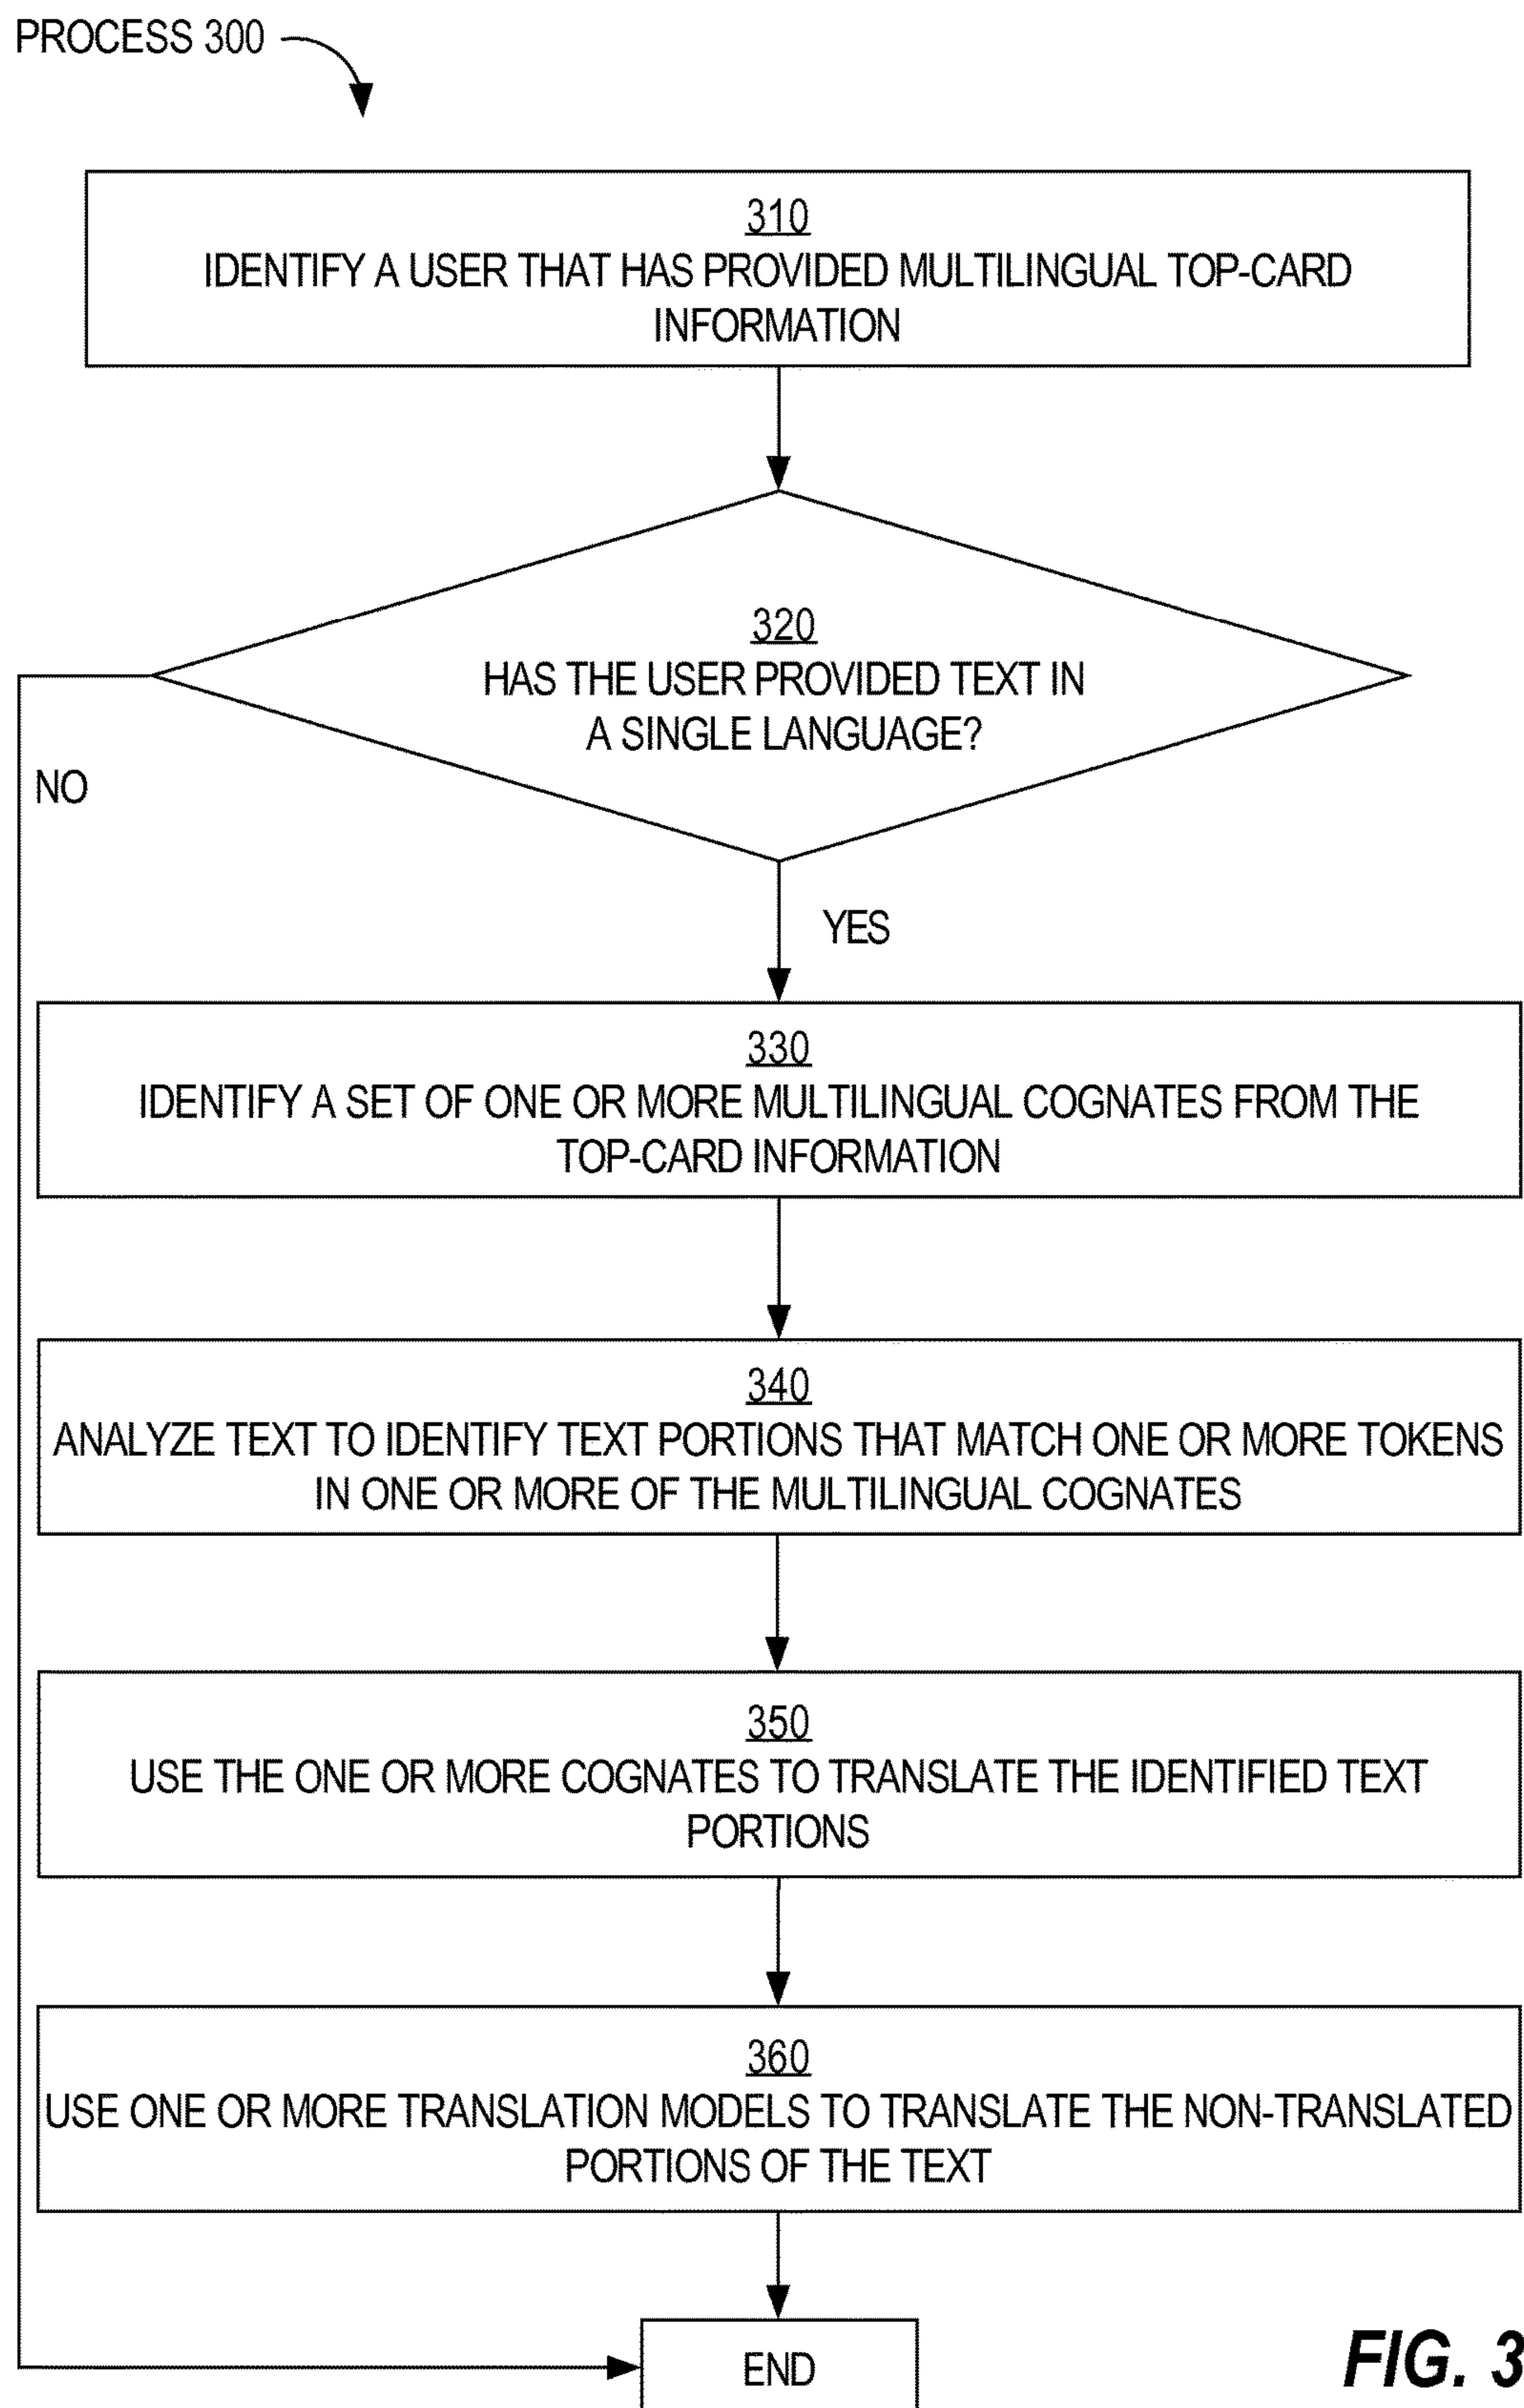 PROCESS 300
310
IDENTIFY A USER THAT HAS PROVIDED MULTILINGUAL TOP-CARD
INFORMATION
320
HAS THE USER PROVIDED TEXT IN
A SINGLE LANGUAGE?
NO
YES
330
IDENTIFY A SET OF ONE OR MORE MULTILINGUAL COGNATES FROM THE
TOP-CARD INFORMATION
340
ANALYZE TEXT TO IDENTIFY TEXT PORTIONS THAT MATCH ONE OR MORE TOKENS
IN ONE OR MORE OF THE MULTILINGUAL COGNATES
350
USE THE ONE OR MORE COGNATES TO TRANSLATE THE IDENTIFIED TEXT
PORTIONS
360
USE ONE OR MORE TRANSLATION MODELS TO TRANSLATE THE NON-TRANSLATED
PORTIONS OF THE TEXT
END
FIG. 3